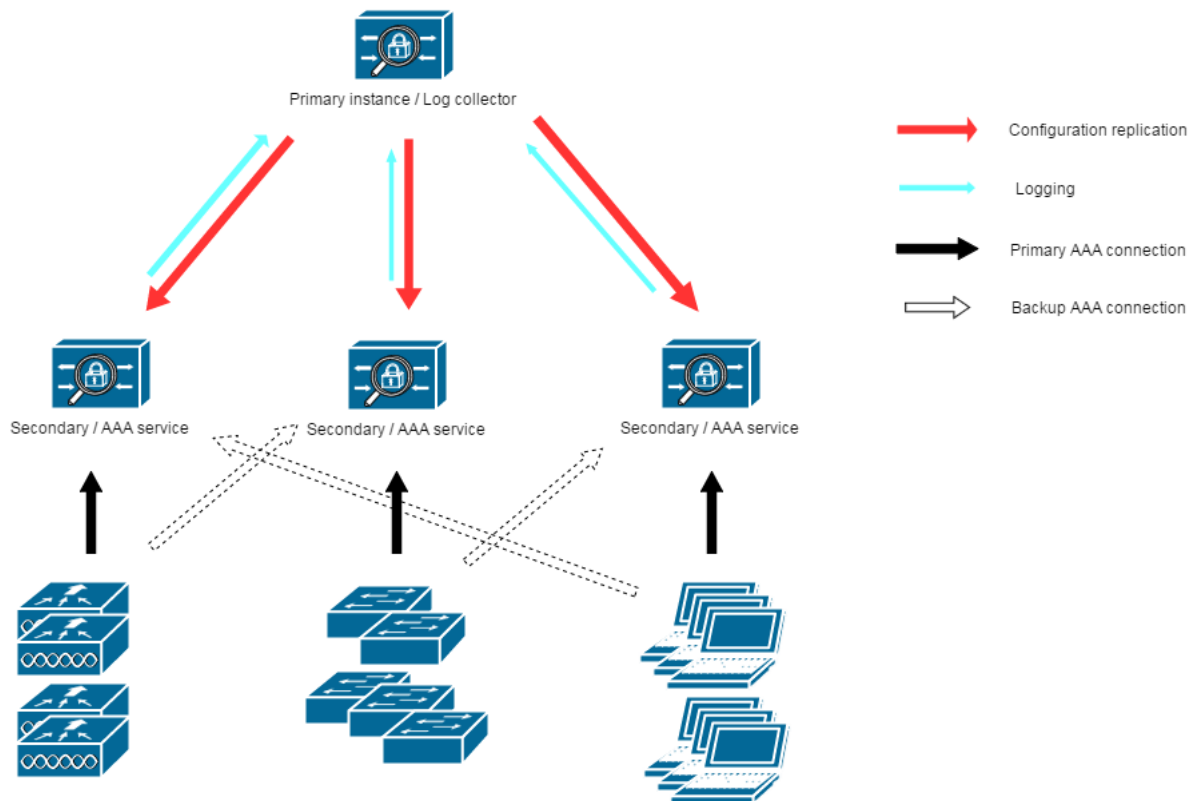 Primary instance / Log collector
Configuration replication
Logging
Primary AAA connection
Backup AAA connection
Secondary / AAA service
Secondary / AAA service
Secondary / AAA service